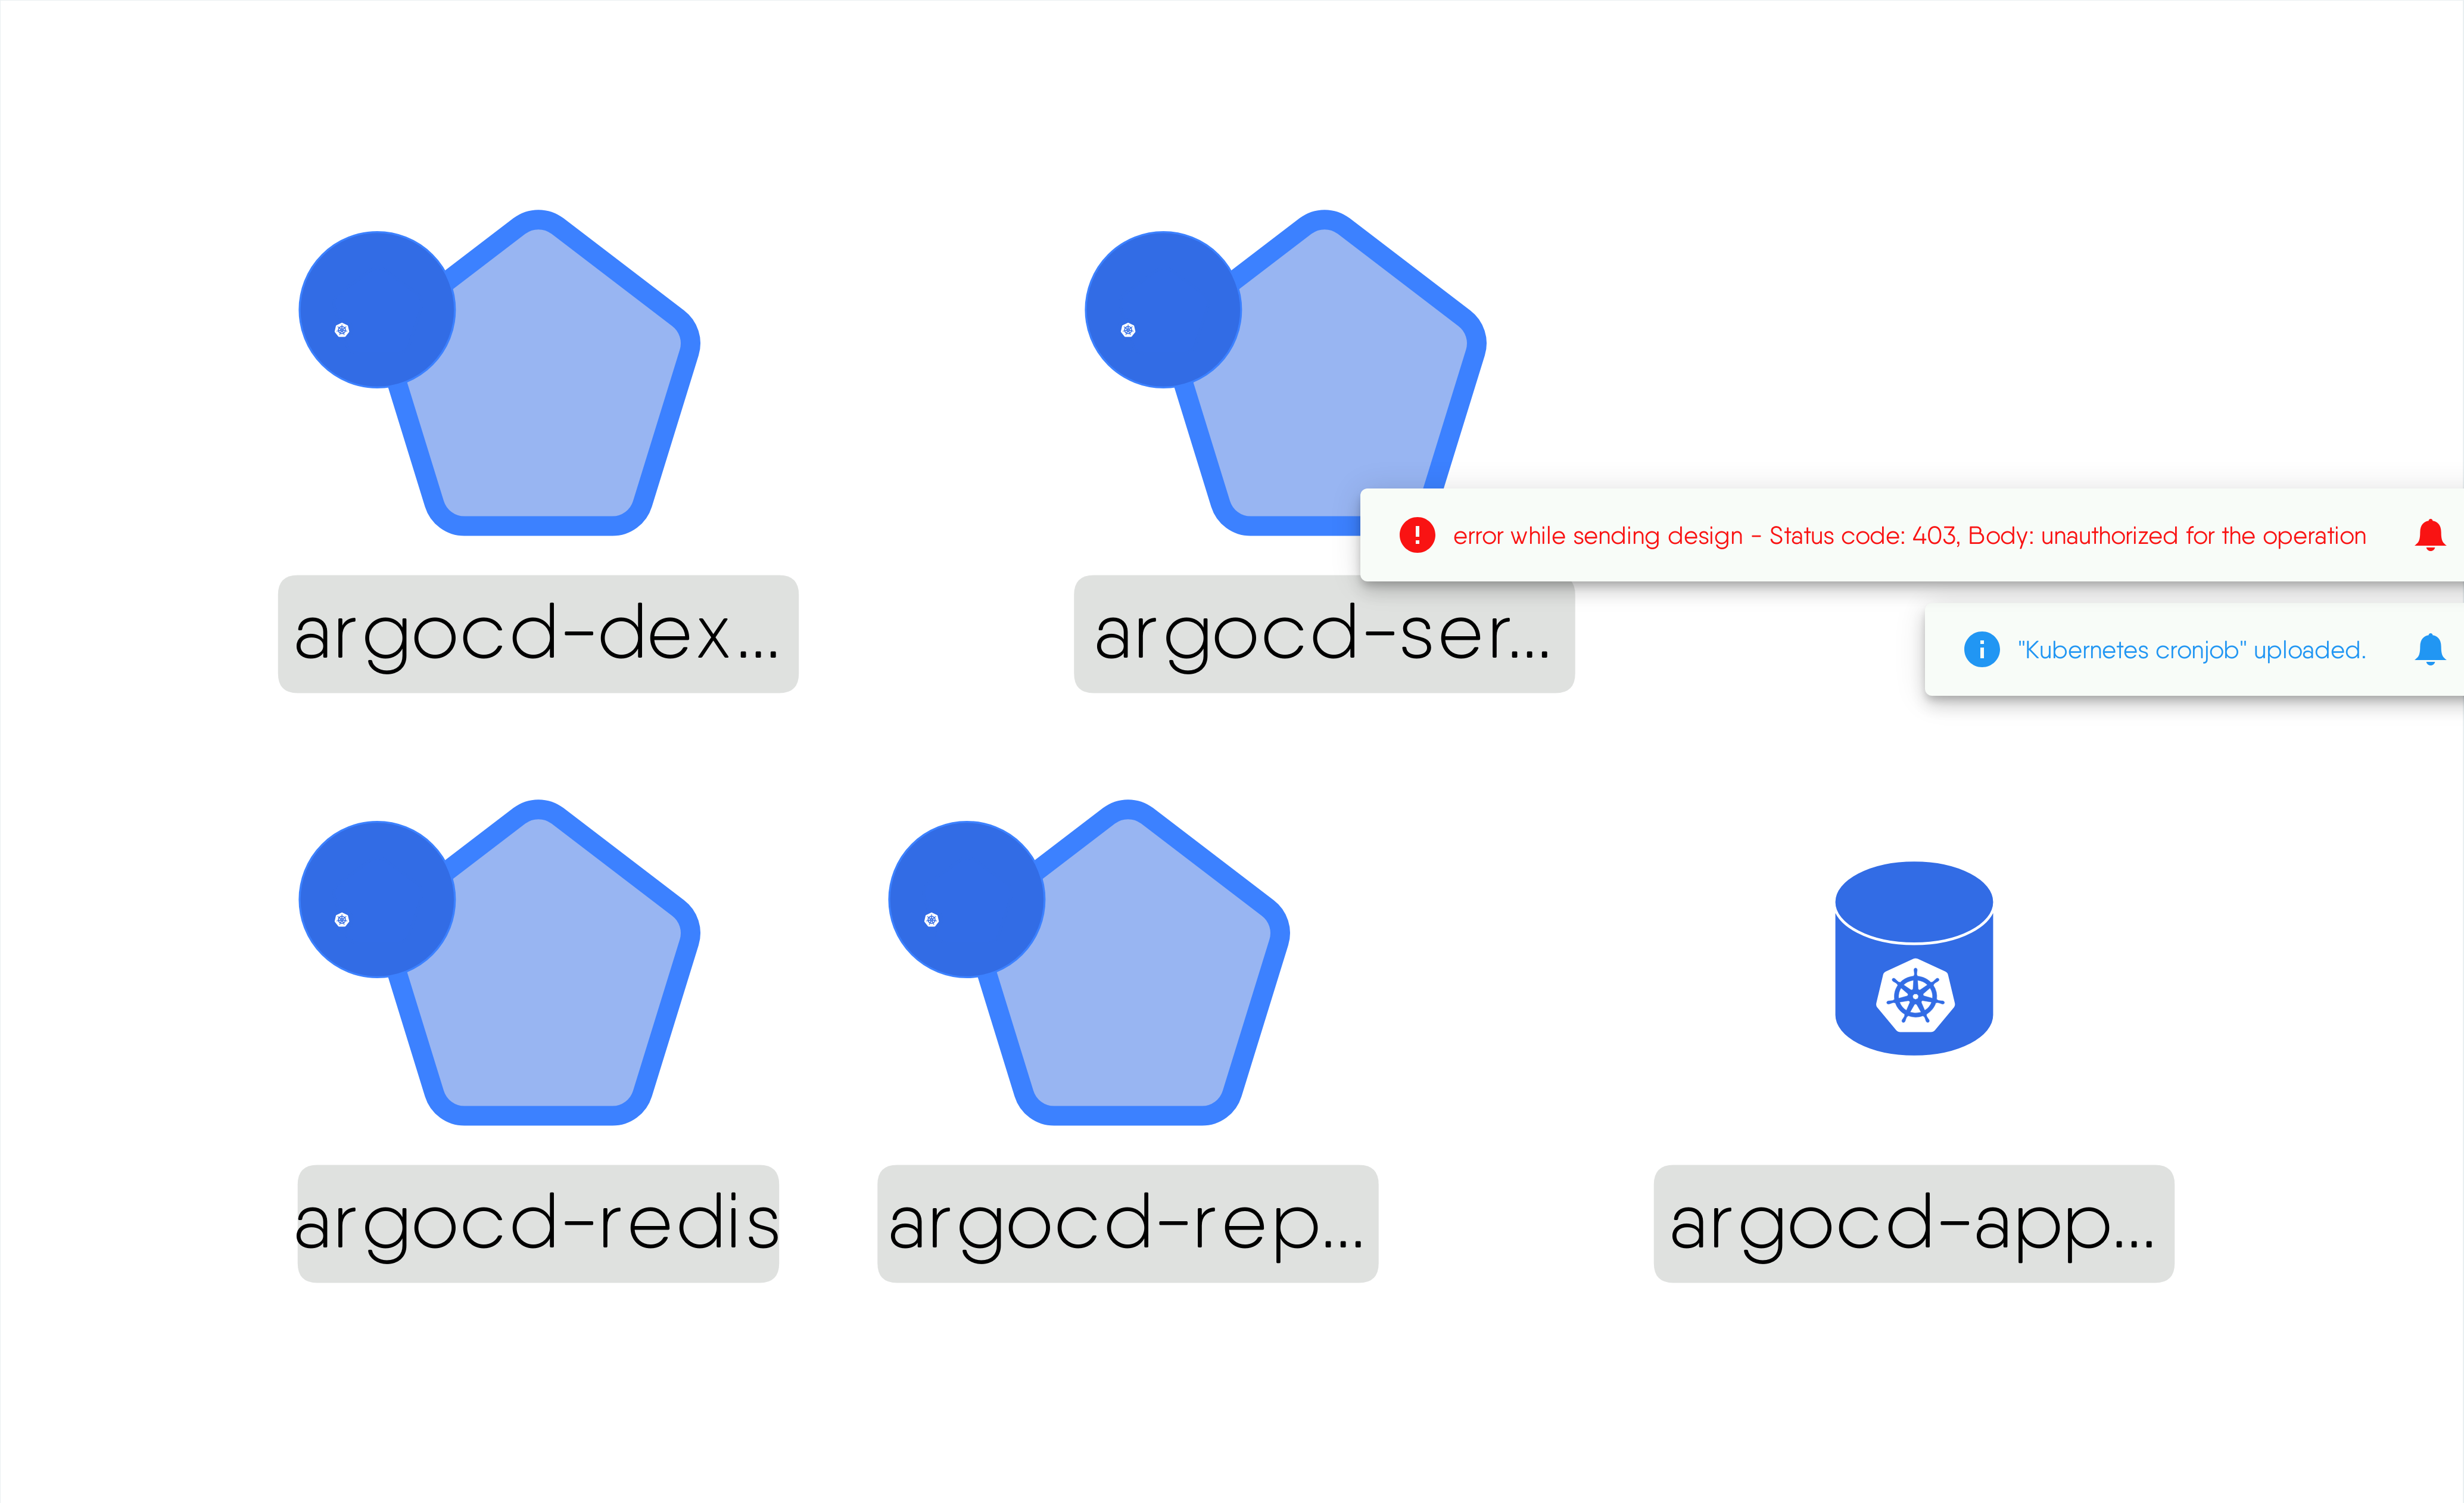 error while sending design - Status code: 403, Body: unauthorized for the operation
argocd-dex...
argocd-ser...
"Kubernetes cronjob" uploaded.
argocd-redis
argocd-rep...
argocd-app...